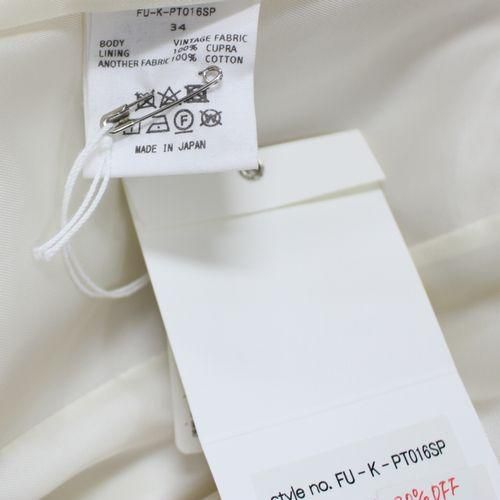 FU-K-PT016SP
34
BODY VINTAGE FABRIC
LINING 100% CUPRA
ANOTHER FABRIC 100% COTTON
MADE IN JAPAN
style no. FU-K-PT016SP
OFF